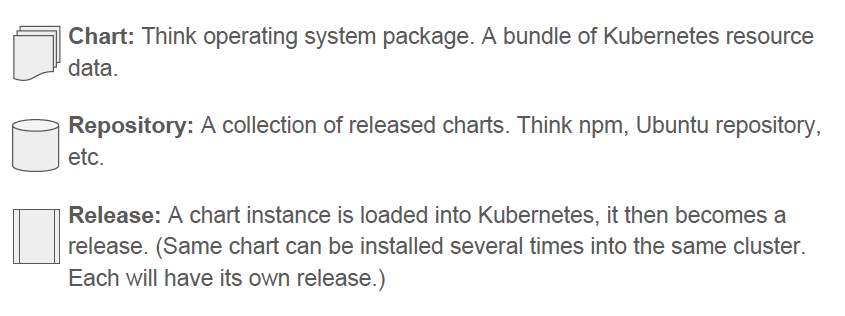 Chart: Think operating system package. A bundle of Kubernetes resource
data.
Repository: A collection of released charts. Think npm, Ubuntu repository,
etc.
Release: A chart instance is loaded into Kubernetes, it then becomes a
release. (Same chart can be installed several times into the same cluster.
Each will have its own release.)